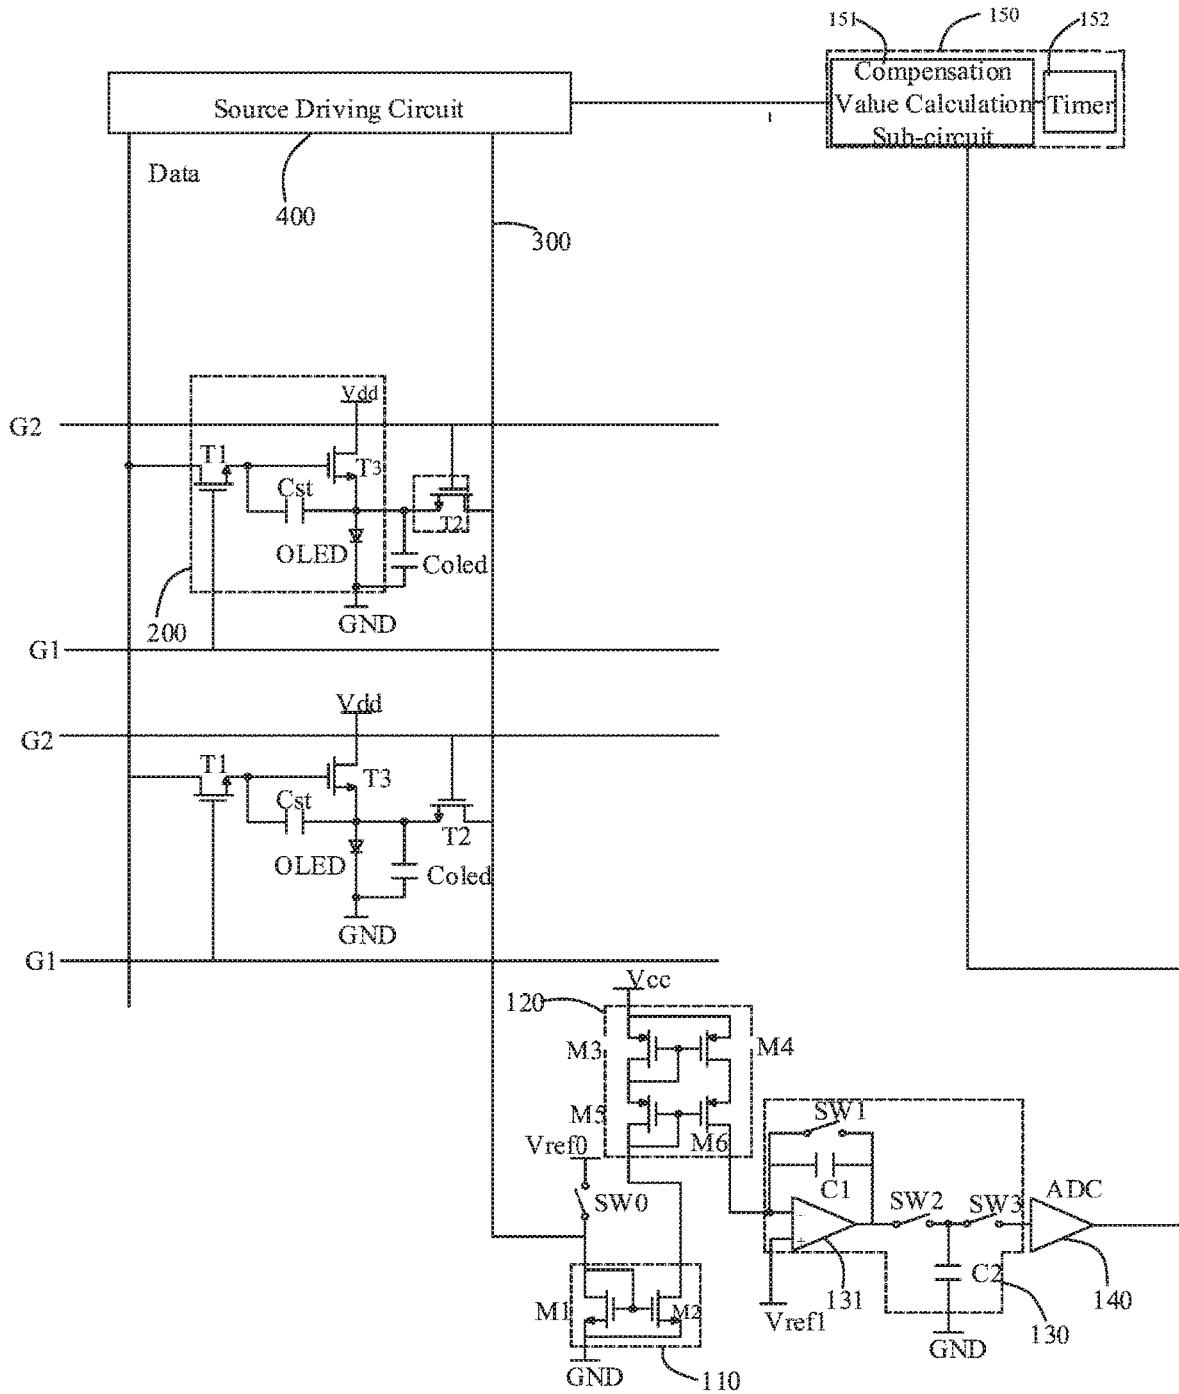 151
150
152
Compensation
Value Calculation
Sub-circuit
Timer
Source Driving Circuit
Data
400
300
Vdd
G2
T1
T3
Cst
T2
OLED
Coled
200
GND
G1
Vdd
G2
T1
T3
Cst
T2
OLED
Coled
GND
G1
Vcc
120
M3
M4
M5
M6
SW1
C1
Vref0
SW0
SW2
SW3
ADC
-
+
131
C2
140
Vref1
130
M1
M2
GND
GND
110